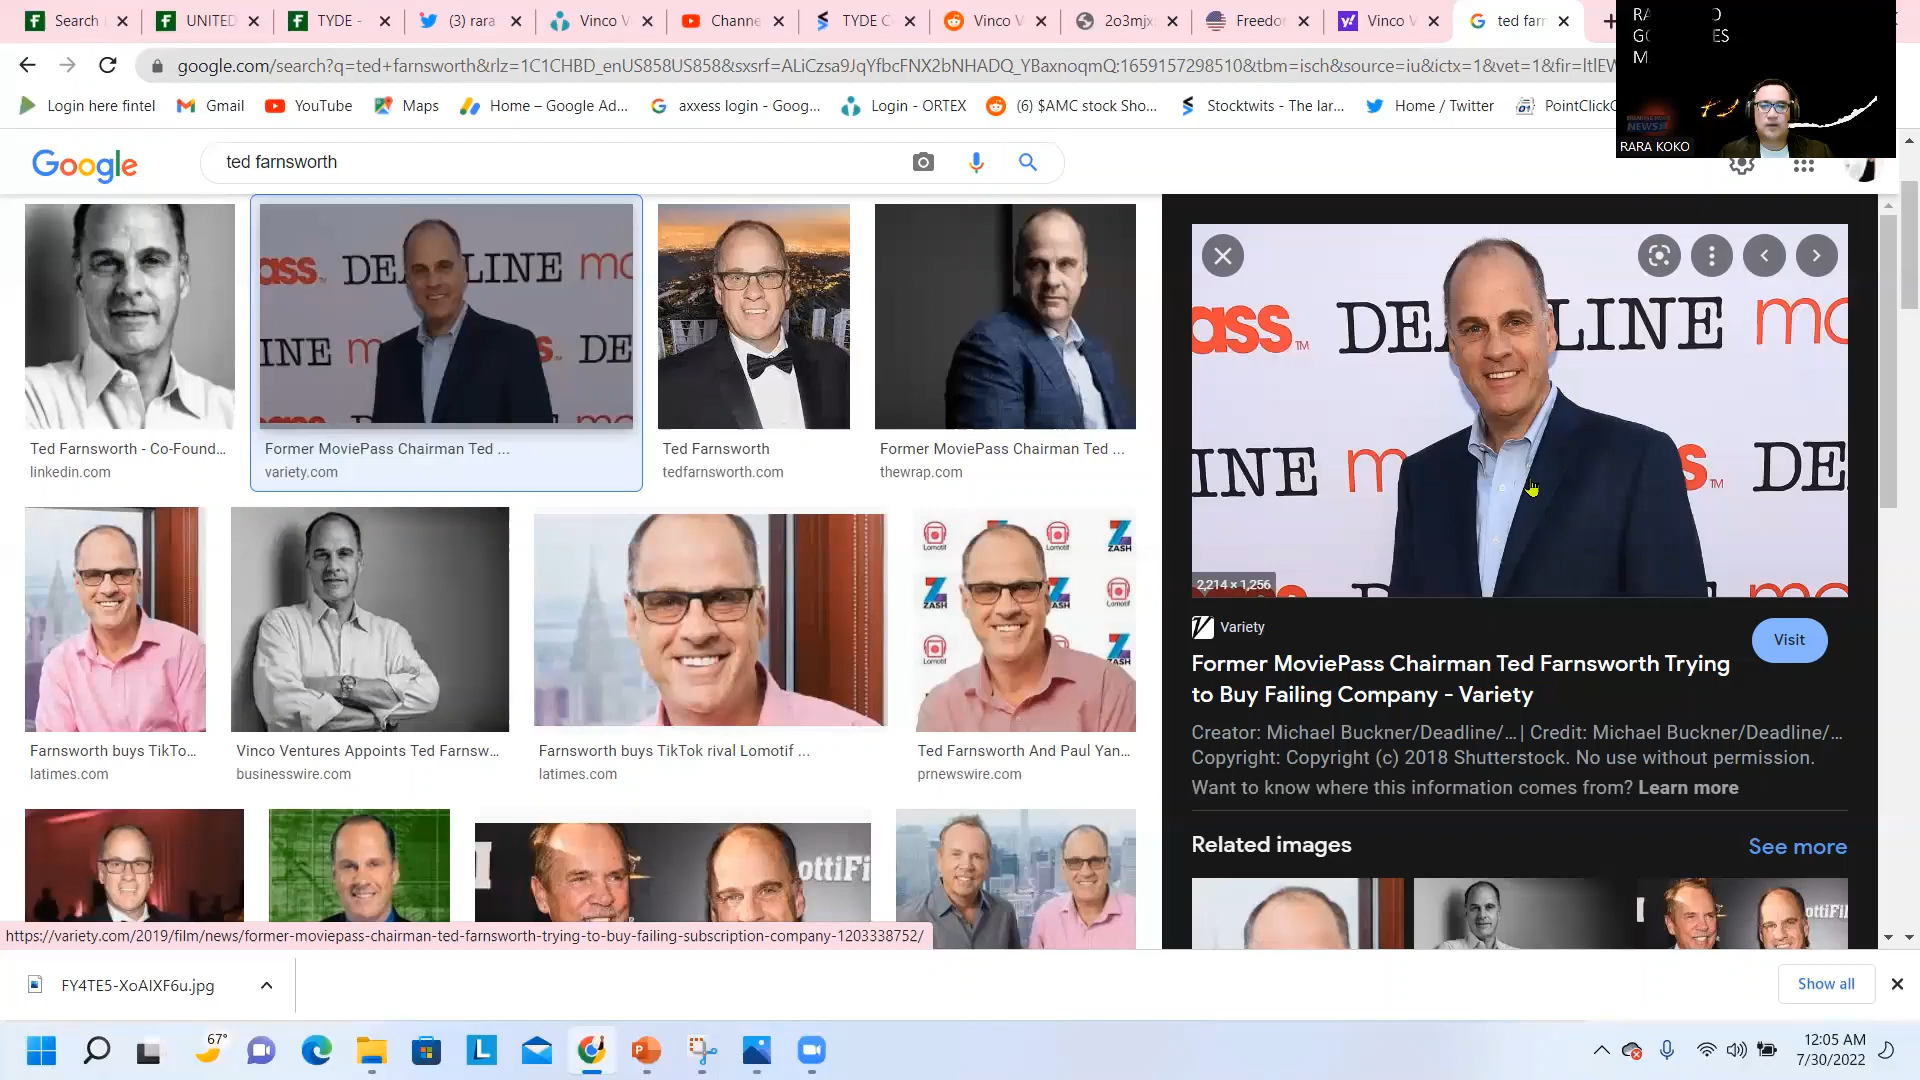 Search
UNITED
TYDE -
(3) rara
Vinco V
Channe
TYDE C
Vinco V
2o3mjx
Freedo
Vinco V
ted farn
google.com/search?q=ted+farnsworth&rlz=1C1CHBD_enUS858US858&sxsrf=ALiCzsa9JqYfbcFNX2bNHADQ_YBaxnoqmQ:1659157298510&tbm=isch&source=iu&ictx=1&vet=1&fir=ltlEW
Login here fintel
Gmail
YouTube
Maps
Home – Google Ad...
axxess login - Goog...
Login - ORTEX
(6) $AMC stock Sho...
Stocktwits - The lar...
Home / Twitter
PointClickC
RARA KOKO
Google
ted farnsworth
Ted Farnsworth - Co-Found...
linkedin.com
Former MoviePass Chairman Ted ...
variety.com
Ted Farnsworth
tedfarnsworth.com
Former MoviePass Chairman Ted ...
thewrap.com
Farnsworth buys TikTo...
latimes.com
Vinco Ventures Appoints Ted Farnsw...
businesswire.com
Farnsworth buys TikTok rival Lomotif ...
latimes.com
Ted Farnsworth And Paul Yan...
prnewswire.com
2,214 × 1,256
Variety
Visit
Former MoviePass Chairman Ted Farnsworth Trying
to Buy Failing Company - Variety
Creator: Michael Buckner/Deadline/... | Credit: Michael Buckner/Deadline/...
Copyright: Copyright (c) 2018 Shutterstock. No use without permission.
Want to know where this information comes from? Learn more
Related images
See more
https://variety.com/2019/film/news/former-moviepass-chairman-ted-farnsworth-trying-to-buy-failing-subscription-company-1203338752/
FY4TE5-XoAIXF6u.jpg
Show all
67°
12:05 AM
7/30/2022